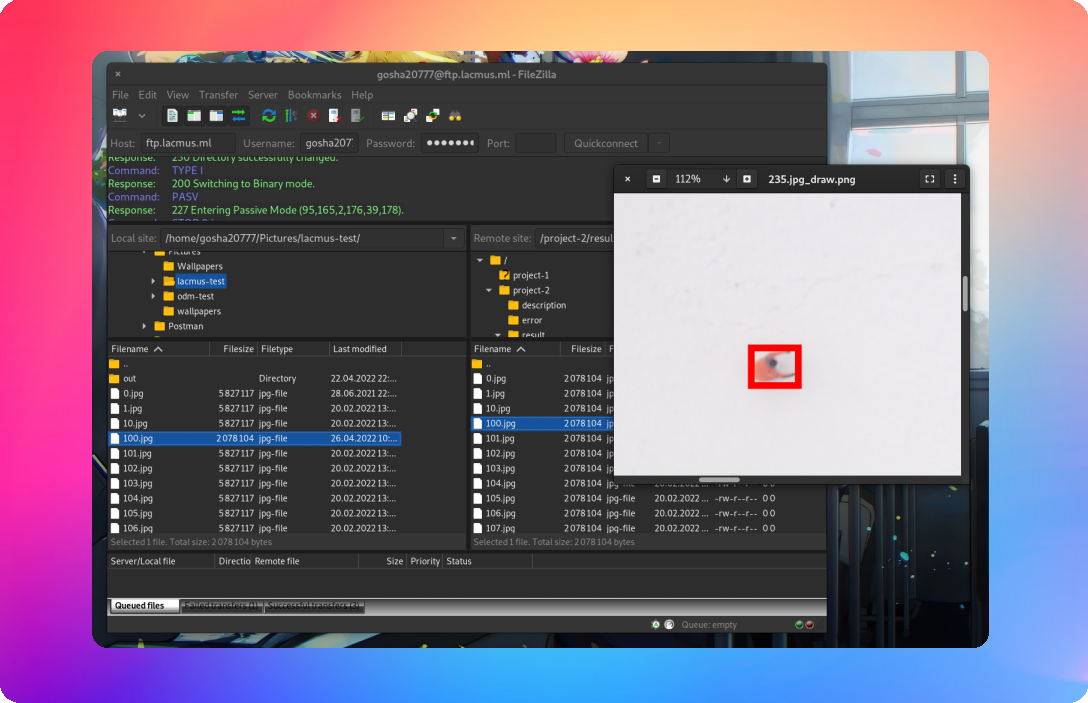 gosha20777@ftp.lacmus.ml - FileZilla
File Edit View Transfer Server Bookmarks Help
Host: ftp.lacmus.ml Username: gosha207 Password: ●●●●●●● Port: Quickconnect
Response: 250 Directory successfully changed.
Command: TYPE I
Response: 200 Switching to Binary mode.
Command: PASV
Response: 227 Entering Passive Mode (95,165,2,176,39,178).
112% 235.jpg_draw.png
Local site: /home/gosha20777/Pictures/lacmus-test/
Pictures
Wallpapers
lacmus-test
odm-test
wallpapers
Postman
Remote site: /project-2/resul
/
project-1
project-2
description
error
result
Filename Filesize Filetype Last modified
..
out Directory 22.04.2022 22:...
0.jpg 5 827 117 jpg-file 28.06.2021 22:...
1.jpg 5 827 117 jpg-file 20.02.2022 13:...
10.jpg 5 827 117 jpg-file 20.02.2022 13:...
100.jpg 2 078 104 jpg-file 26.04.2022 10:...
101.jpg 5 827 117 jpg-file 20.02.2022 13:...
102.jpg 5 827 117 jpg-file 20.02.2022 13:...
103.jpg 5 827 117 jpg-file 20.02.2022 13:...
104.jpg 5 827 117 jpg-file 20.02.2022 13:...
105.jpg 5 827 117 jpg-file 20.02.2022 13:...
106.jpg 5 827 117 jpg-file 20.02.2022 13:...
Selected 1 file. Total size: 2 078 104 bytes
Filename Filesize F
..
0.jpg 2 078 104 jp
1.jpg 2 078 104 jp
10.jpg 2 078 104 jp
100.jpg 2 078 104 jp
101.jpg 2 078 104 jp
102.jpg 2 078 104 jp
103.jpg 2 078 104 jp
104.jpg 2 078 104 jpg-file 20.02.2022 ... -rw-r--r-- 0 0
105.jpg 2 078 104 jpg-file 20.02.2022 ... -rw-r--r-- 0 0
106.jpg 2 078 104 jpg-file 20.02.2022 ... -rw-r--r-- 0 0
107.jpg 2 078 104 jpg-file 20.02.2022 ... -rw-r--r-- 0 0
Selected 1 file. Total size: 2 078 104 bytes
Server/Local file Directio Remote file Size Priority Status
Queued files Failed transfers (1) Successful transfers (3)
Queue: empty